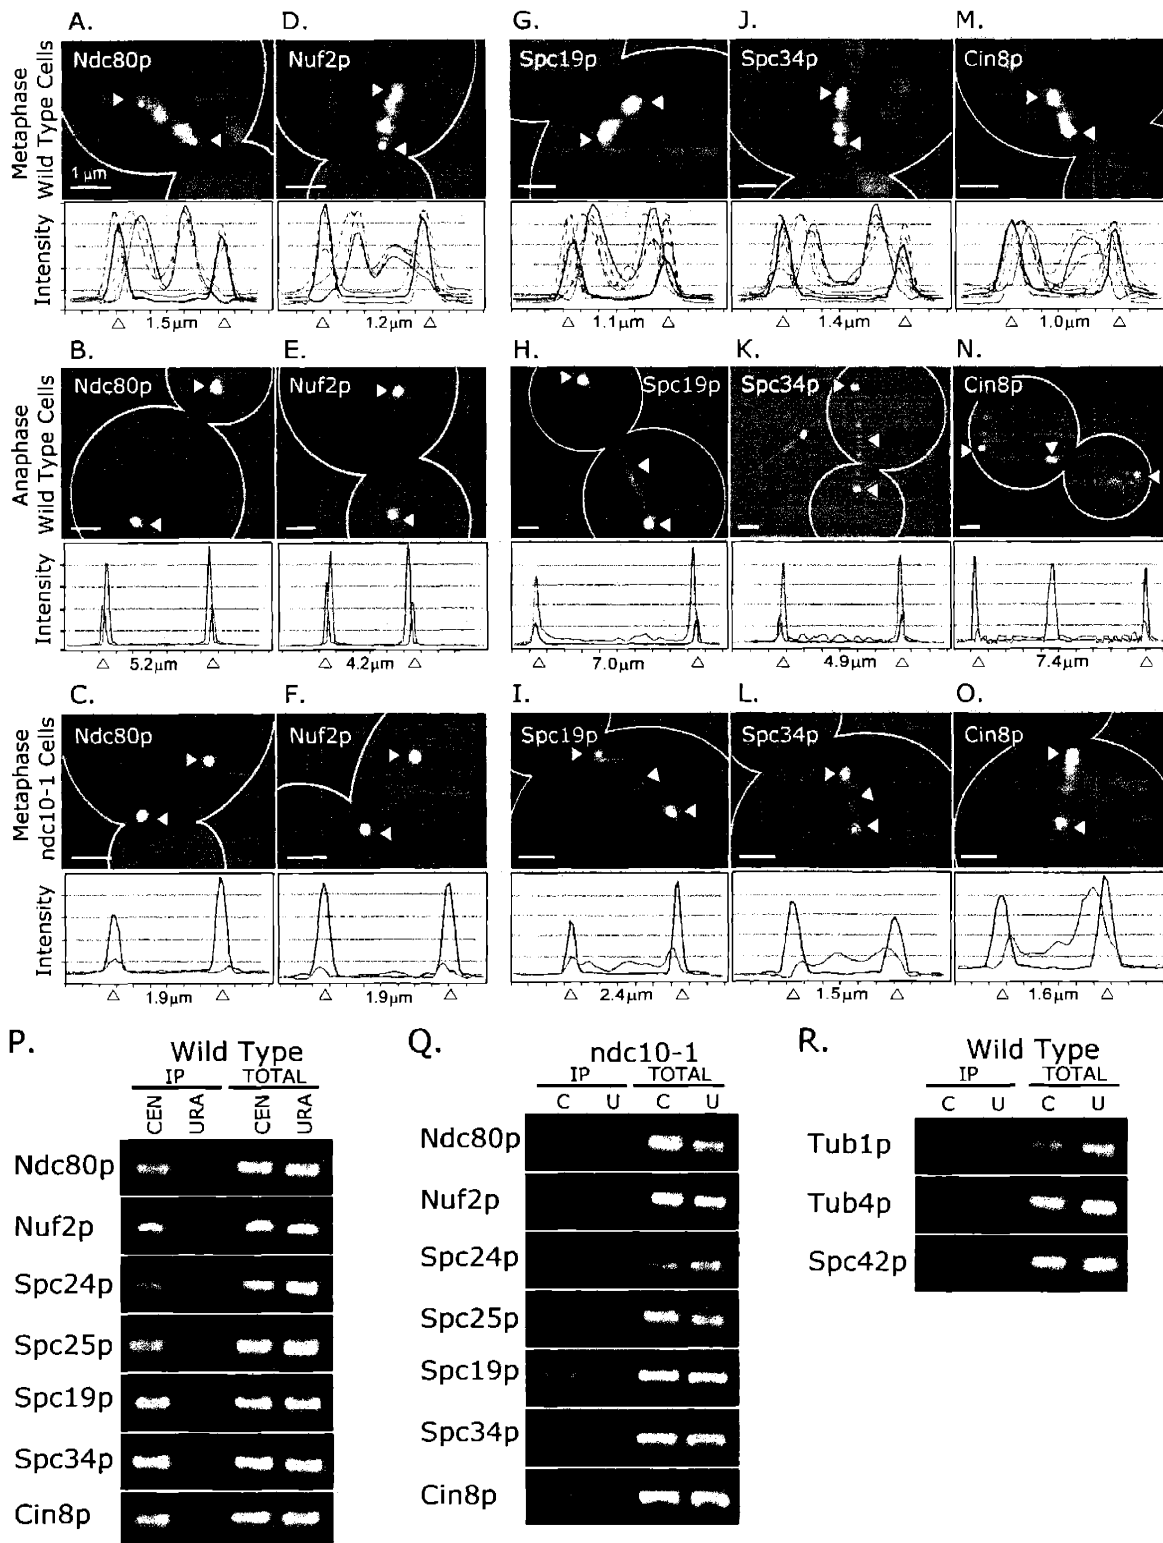 A. D. G. J. M.
Metaphase
Wild Type Cells
Ndc80p Nuf2p Spc19p Spc34p Cin8p
1 µm
Intensity
1.5µm 1.2µm 1.1µm 1.4µm 1.0µm
B. E. H. K. N.
Anaphase
Wild Type Cells
Ndc80p Nuf2p Spc19p Spc34p Cin8p
Intensity
5.2µm 4.2µm 7.0µm 4.9µm 7.4µm
C. F. I. L. O.
Metaphase
ndc10-1 Cells
Ndc80p Nuf2p Spc19p Spc34p Cin8p
Intensity
1.9µm 1.9µm 2.4µm 1.5µm 1.6µm
P.
Wild Type
IP TOTAL
CEN URA CEN URA
Ndc80p
Nuf2p
Spc24p
Spc25p
Spc19p
Spc34p
Cin8p
Q.
ndc10-1
IP TOTAL
C U C U
Ndc80p
Nuf2p
Spc24p
Spc25p
Spc19p
Spc34p
Cin8p
R.
Wild Type
IP TOTAL
C U C U
Tub1p
Tub4p
Spc42p